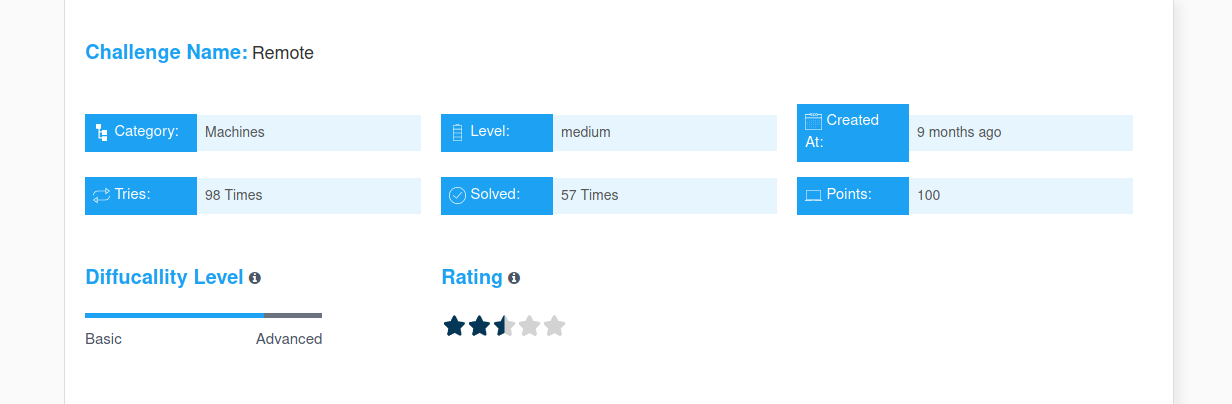 Challenge Name: Remote
Category: Machines
Level: medium
Created At: 9 months ago
Tries: 98 Times
Solved: 57 Times
Points: 100
Diffucallity Level
Rating
Basic Advanced